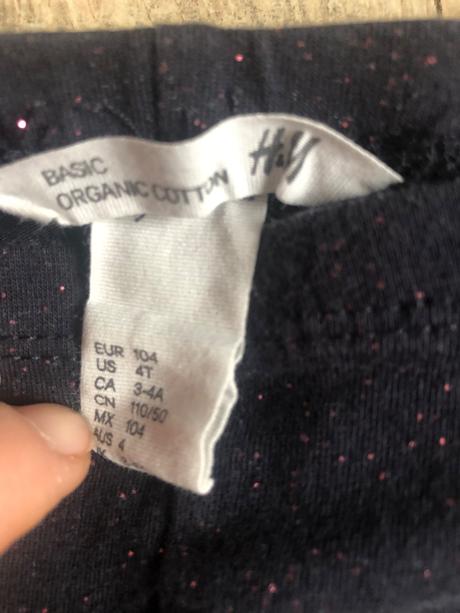 BASIC
ORGANIC COTTON
H&M
EUR 104
US 4T
CA 3-4A
CN 110/50
MX 104
AUS 4